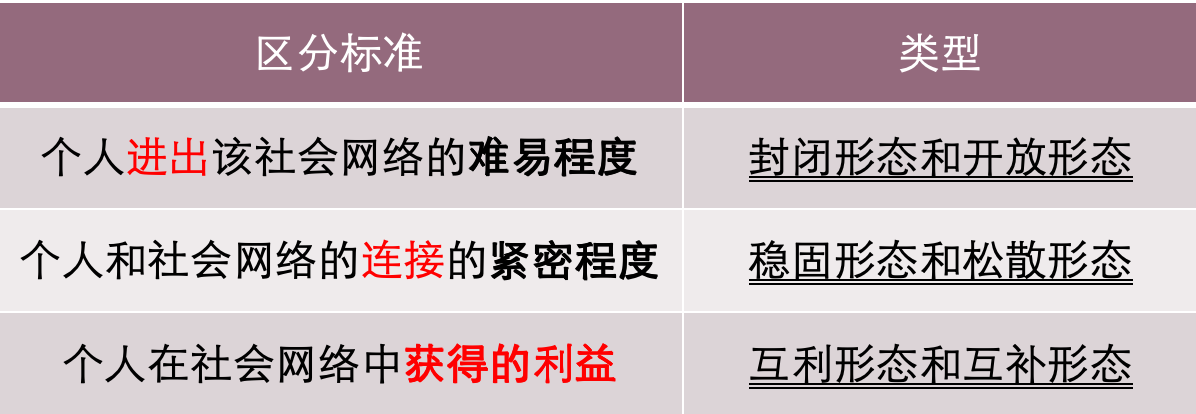 区分标准 类型
个人进出该社会网络的难易程度 封闭形态和开放形态
个人和社会网络的连接的紧密程度 稳固形态和松散形态
个人在社会网络中获得的利益 互利形态和互补形态